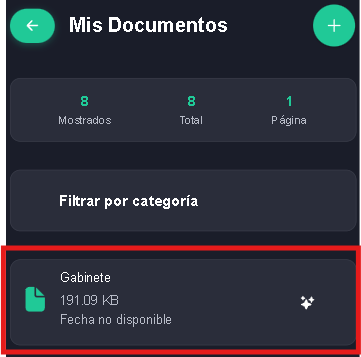 Mis Documentos
8 8 1
Mostrados Total Página
Filtrar por categoría
Gabinete
191.09 KB
Fecha no disponible